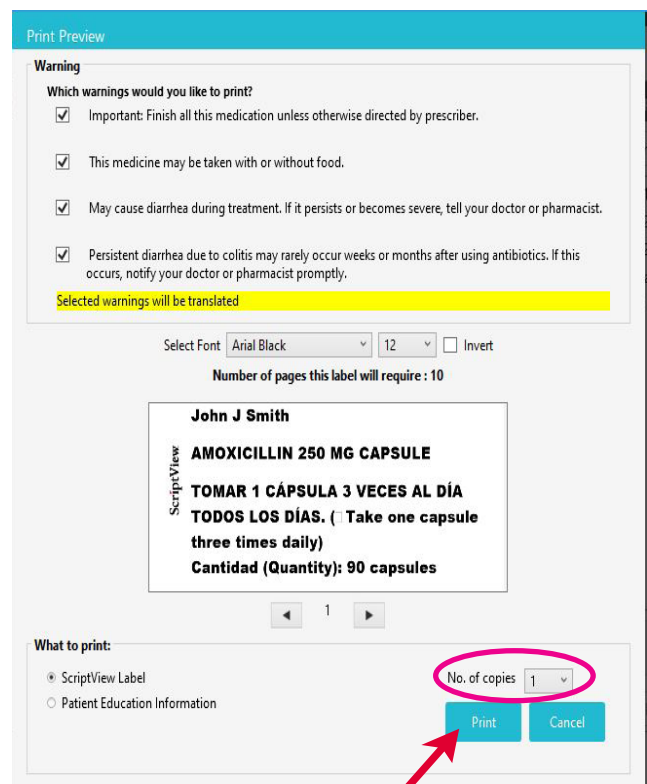 Print Preview
Warning
Which warnings would you like to print?
Important: Finish all this medication unless otherwise directed by prescriber.
This medicine may be taken with or without food.
May cause diarrhea during treatment. If it persists or becomes severe, tell your doctor or pharmacist.
Persistent diarrhea due to colitis may rarely occur weeks or months after using antibiotics. If this
occurs, notify your doctor or pharmacist promptly.
Selected warnings will be translated
Select Font Arial Black 12 Invert
Number of pages this label will require : 10
ScriptView
John J Smith
AMOXICILLIN 250 MG CAPSULE
TOMAR 1 CÁPSULA 3 VECES AL DÍA
TODOS LOS DÍAS. (□ Take one capsule
three times daily)
Cantidad (Quantity): 90 capsules
1
What to print:
ScriptView Label
No. of copies 1
Patient Education Information
Print Cancel